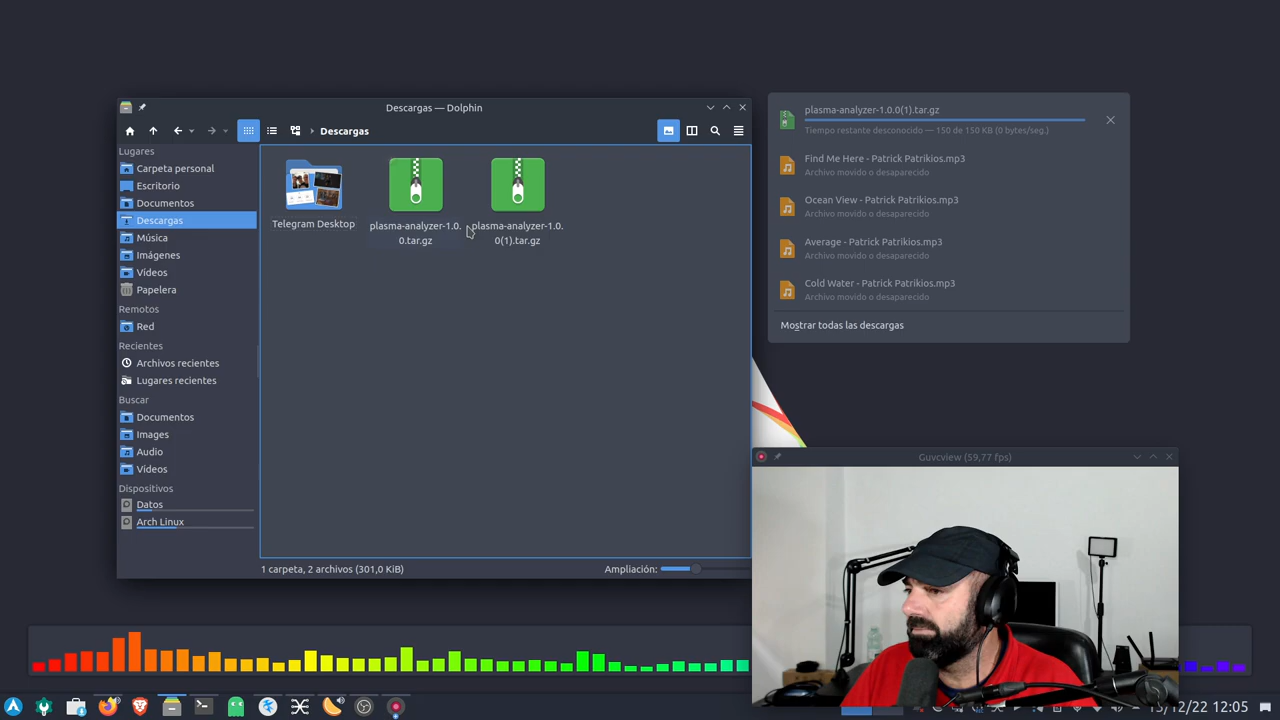 Descargas — Dolphin
Descargas
Lugares
Carpeta personal
Escritorio
Documentos
Descargas
Música
Imágenes
Vídeos
Papelera
Remotos
Red
Recientes
Archivos recientes
Lugares recientes
Buscar
Documentos
Images
Audio
Vídeos
Dispositivos
Datos
Arch Linux
Telegram Desktop
plasma-analyzer-1.0.
0.tar.gz
plasma-analyzer-1.0.
0(1).tar.gz
1 carpeta, 2 archivos (301,0 KiB)
Ampliación:
plasma-analyzer-1.0.0(1).tar.gz
Tiempo restante desconocido — 150 de 150 KB (0 bytes/seg.)
Find Me Here - Patrick Patrikios.mp3
Archivo movido o desaparecido
Ocean View - Patrick Patrikios.mp3
Archivo movido o desaparecido
Average - Patrick Patrikios.mp3
Archivo movido o desaparecido
Cold Water - Patrick Patrikios.mp3
Archivo movido o desaparecido
Mostrar todas las descargas
Guvcview (59,77 fps)
15/12/22 12:05